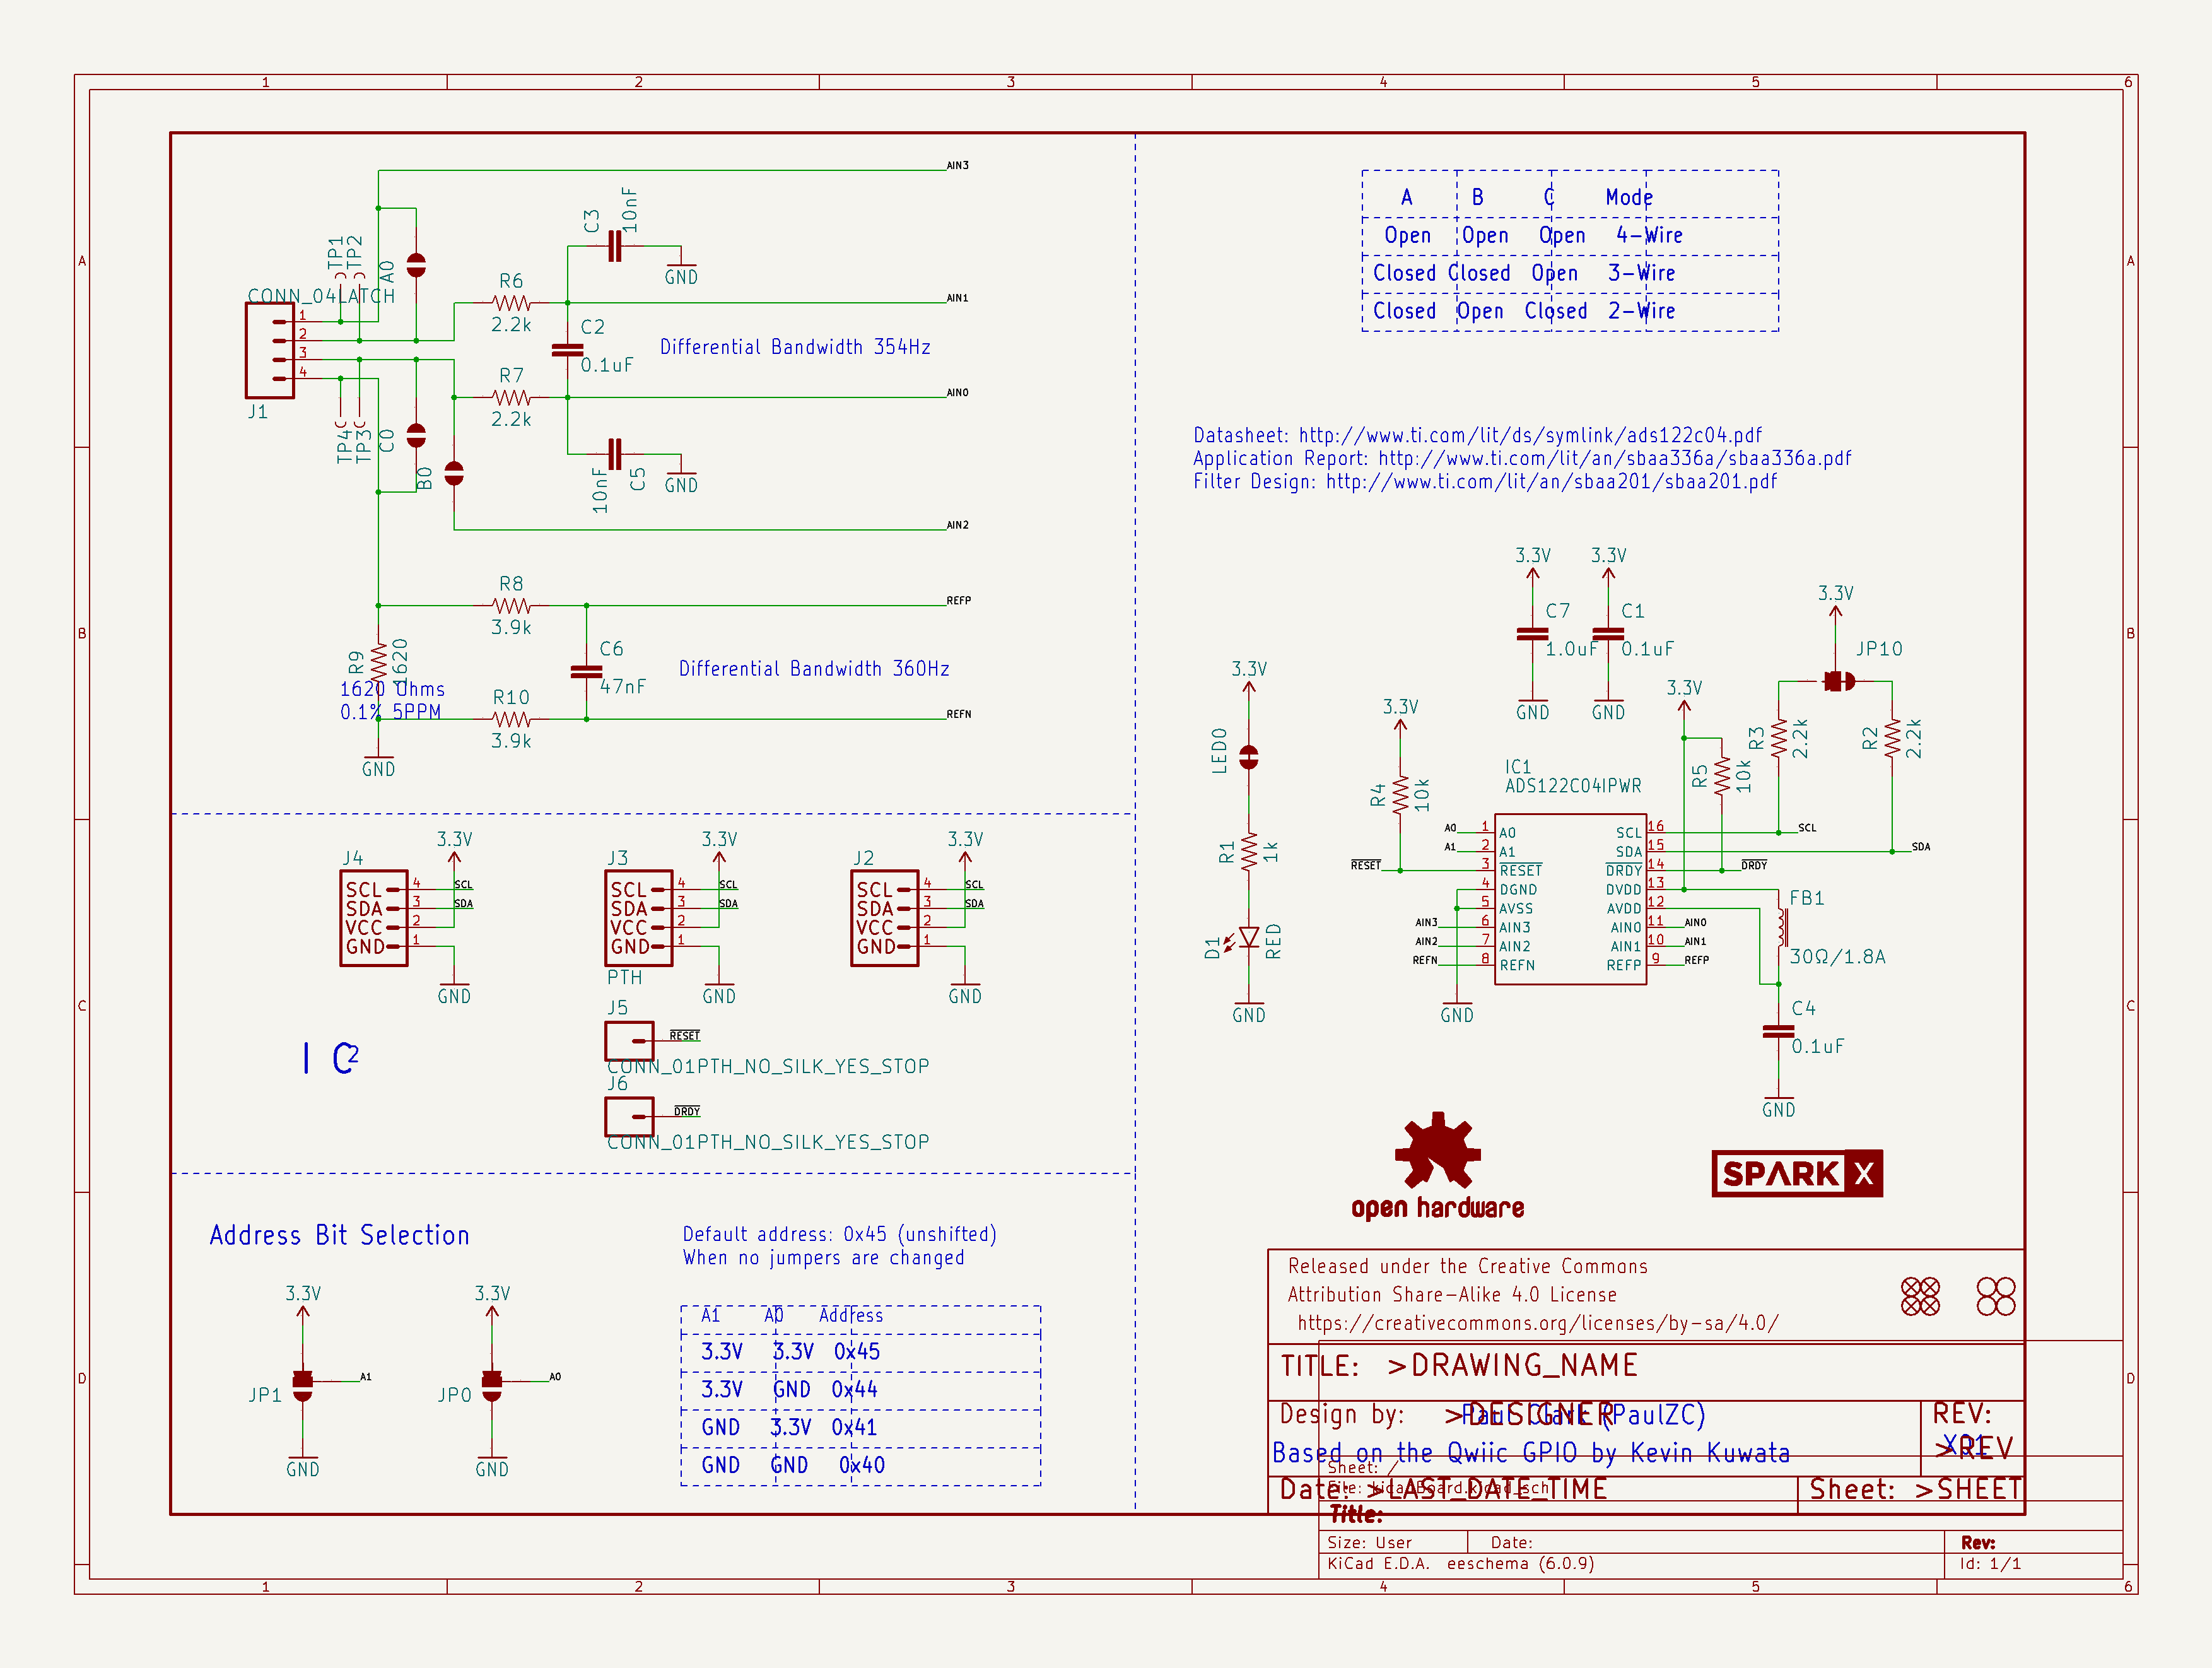 1 2 3 4 5 6
A
B
C
D
AIN3
C3
10nF
GND
TP1
TP2
A0
CONN_04LATCH
1
2
3
4
J1
R6
2.2k
AIN1
C2
0.1uF
Differential Bandwidth 354Hz
R7
2.2k
AIN0
TP4
TP3
C0
B0
10nF
C5
GND
AIN2
R8
3.9k
REFP
R9
1620
1620 Ohms
0.1% 5PPM
C6
47nF
Differential Bandwidth 360Hz
R10
3.9k
REFN
GND
A B C Mode
Open Open Open 4-Wire
Closed Closed Open 3-Wire
Closed Open Closed 2-Wire
Datasheet: http://www.ti.com/lit/ds/symlink/ads122c04.pdf
Application Report: http://www.ti.com/lit/an/sbaa336a/sbaa336a.pdf
Filter Design: http://www.ti.com/lit/an/sbaa201/sbaa201.pdf
3.3V
C7
1.0uF
GND
3.3V
C1
0.1uF
GND
3.3V
JP10
3.3V
LED0
R1
1k
D1
RED
GND
3.3V
R4
10k
3.3V
R5
10k
R3
2.2k
R2
2.2k
IC1
ADS122C04IPWR
A0 1 A0 SCL 16 SCL
A1 2 A1 SDA 15 SDA
RESET 3 RESET DRDY 14 DRDY
4 DGND DVDD 13
5 AVSS AVDD 12
AIN3 6 AIN3 AIN0 11 AIN0
AIN2 7 AIN2 AIN1 10 AIN1
REFN 8 REFN REFP 9 REFP
GND
FB1
30Ω/1.8A
C4
0.1uF
GND
J4
3.3V
SCL 4 SCL
SDA 3 SDA
VCC 2
GND 1
GND
J3
3.3V
SCL 4 SCL
SDA 3 SDA
VCC 2
GND 1
PTH
GND
J2
3.3V
SCL 4 SCL
SDA 3 SDA
VCC 2
GND 1
GND
I C2
J5
RESET
CONN_01PTH_NO_SILK_YES_STOP
J6
DRDY
CONN_01PTH_NO_SILK_YES_STOP
open hardware
SPARK X
Address Bit Selection
3.3V
JP1
A1
GND
3.3V
JP0
A0
GND
Default address: 0x45 (unshifted)
When no jumpers are changed
A1 A0 Address
3.3V 3.3V 0x45
3.3V GND 0x44
GND 3.3V 0x41
GND GND 0x40
Released under the Creative Commons
Attribution Share-Alike 4.0 License
https://creativecommons.org/licenses/by-sa/4.0/
TITLE: >DRAWING_NAME
Design by: >DESIGNER
Paul Clark (PaulZC)
REV:
X01
>REV
Based on the Qwiic GPIO by Kevin Kuwata
Sheet: /
File: kicadBoard.kicad_sch
Date: >LAST_DATE_TIME
Sheet: >SHEET
Title:
Size: User Date: Rev:
KiCad E.D.A. eeschema (6.0.9) Id: 1/1
1 2 3 4 5 6
A
B
C
D